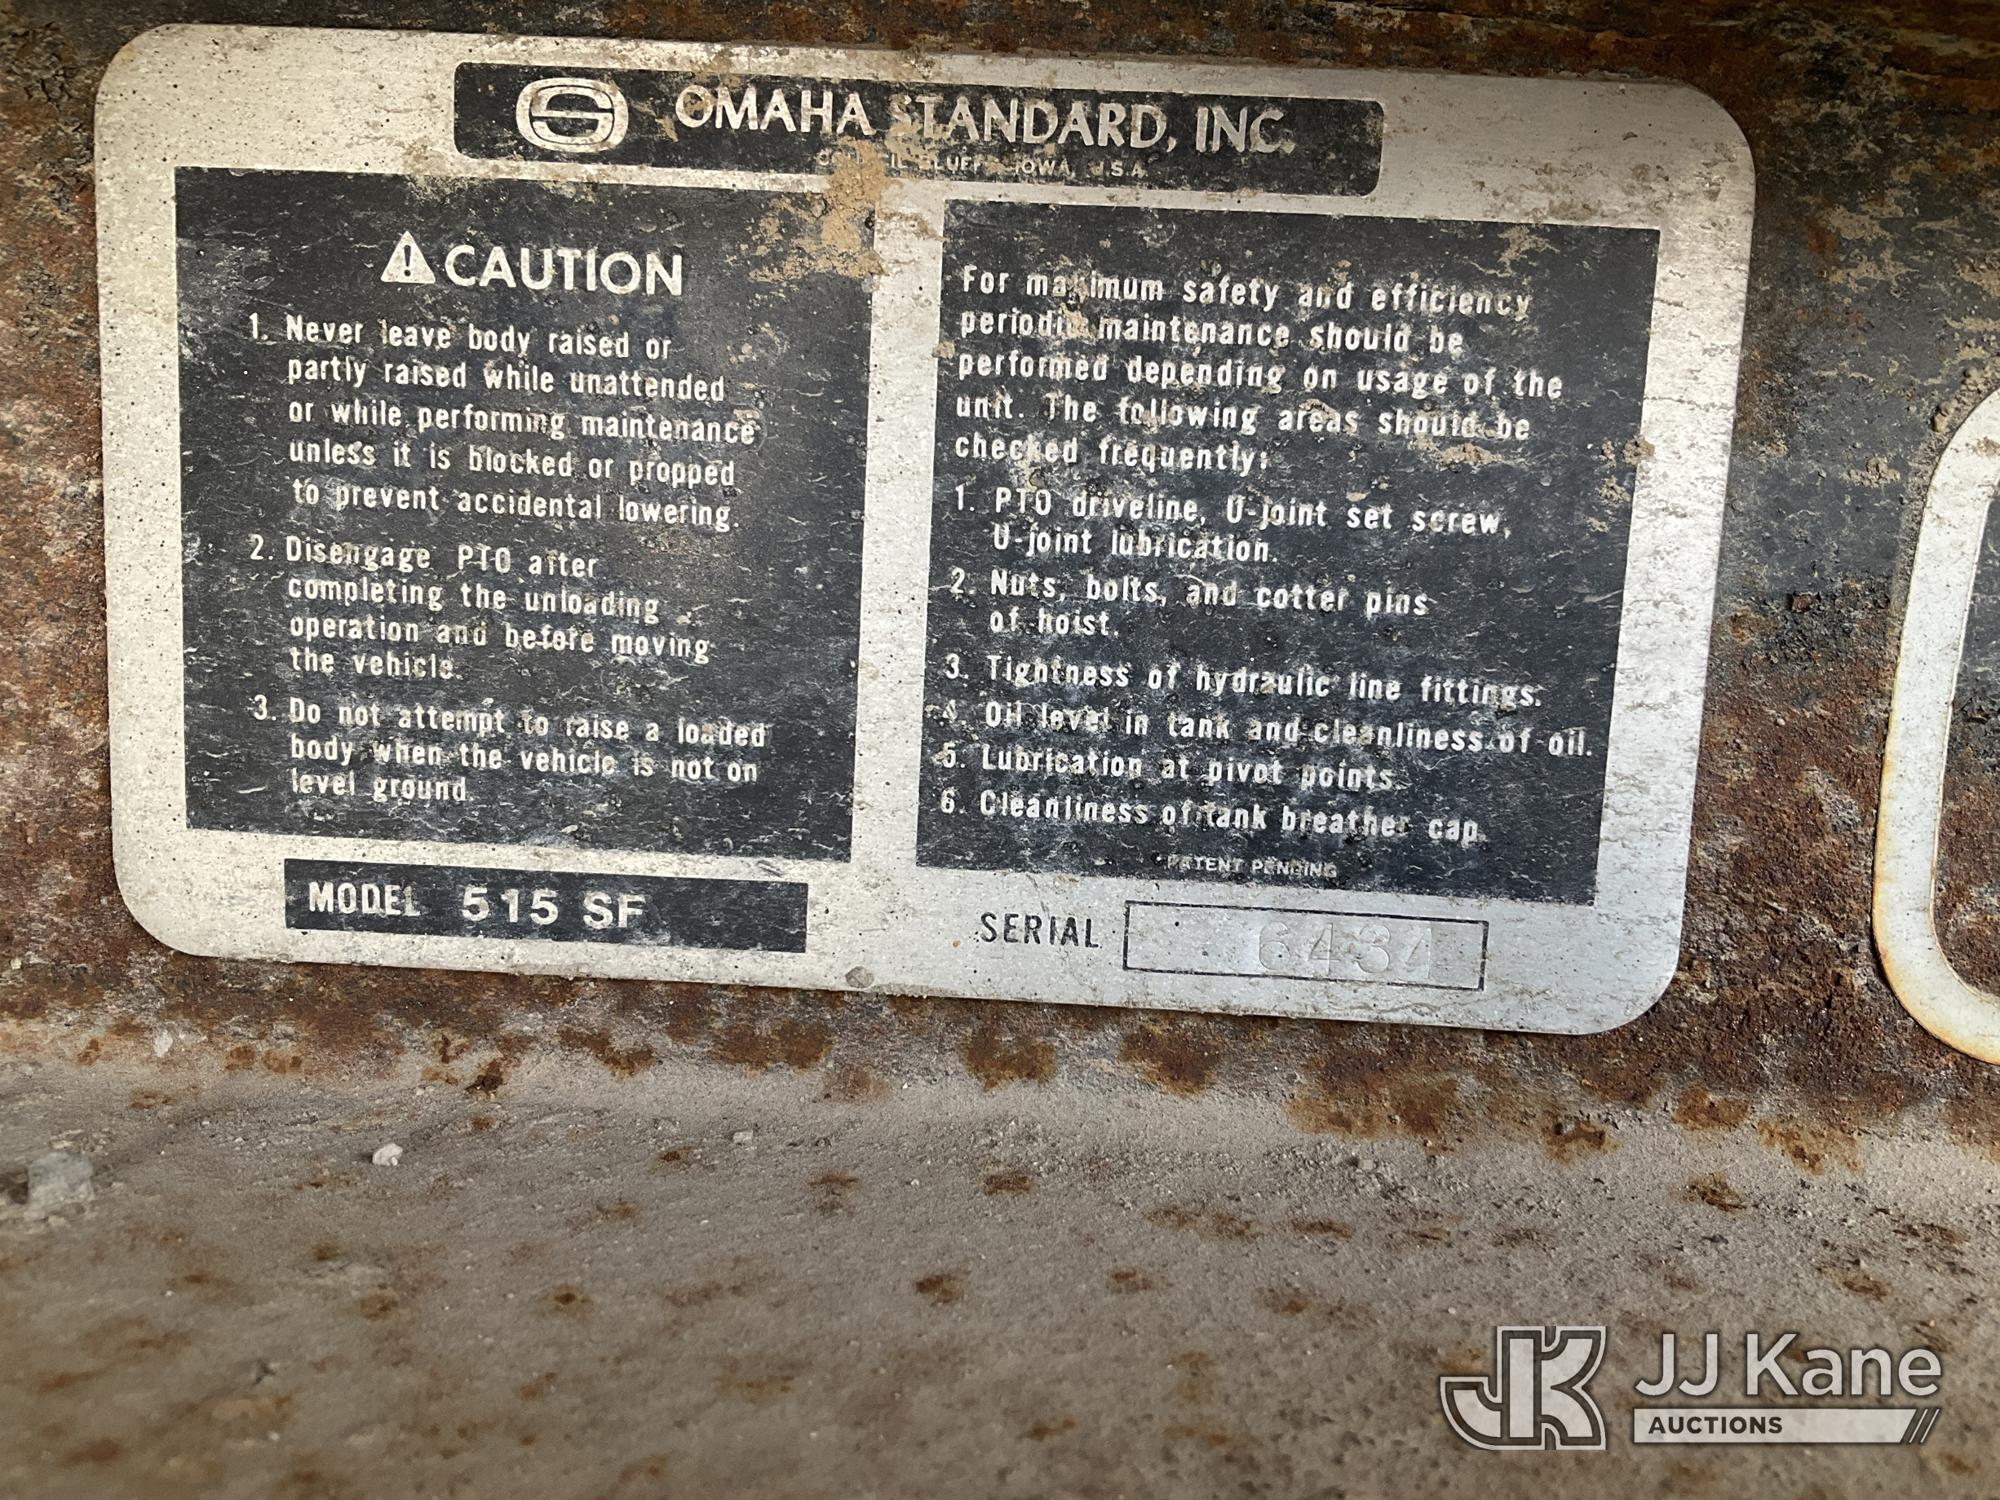 OMAHA STANDARD, INC.
COUNCIL BLUFFS, IOWA, U.S.A.
CAUTION
1. Never leave body raised or
partly raised while unattended
or while performing maintenance
unless it is blocked or propped
to prevent accidental lowering.
2. Disengage PTO after
completing the unloading
operation and before moving
the vehicle.
3. Do not attempt to raise a loaded
body when the vehicle is not on
level ground.
MODEL 515 SF
For maximum safety and efficiency
periodic maintenance should be
performed depending on usage of the
unit. The following areas should be
checked frequently:
1. PTO driveline, U-joint set screw,
U-joint lubrication.
2. Nuts, bolts, and cotter pins
of hoist.
3. Tightness of hydraulic line fittings.
4. Oil level in tank and cleanliness of oil.
5. Lubrication at pivot points.
6. Cleanliness of tank breather cap.
PATENT PENDING
SERIAL 6434
JK JJ Kane
AUCTIONS